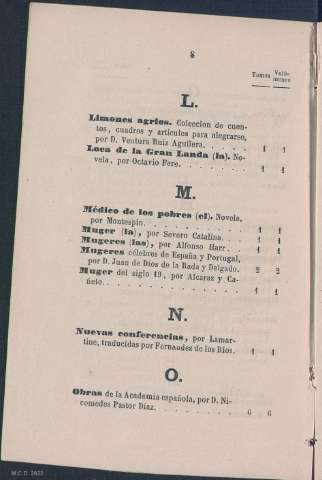 8
Tomos Volú-
menes
L.
Limones agrios. Coleccion de cuen-
tos, cuadros y artículos para alegrarse,
por D. Ventura Ruiz Aguilera. . . . . . 1 1
Loca de la Gran Landa (la). No-
vela, por Octavio Fere. . . . . . . 1 1
M.
Médico de los pobres (el). Novela,
por Montespin. . . . . . . . . . 1 1
Muger (la), por Severo Catalina. . . . 1 1
Mugeres (las), por Alfonso Harr. . . . 1 1
Mugeres célebres de España y Portugal,
por D. Juan de Dios de la Rada y Delgado. 2 2
Muger del siglo 19, por Alcaraz y Ca-
ñete. . . . . . . . . . . . . 1 1
N.
Nuevas conferencias, por Lamar-
tine, traducidas por Fernandez de los Rios. 1 1
O.
Obras de la Academia española, por D. Ni-
comedes Pastor Diaz. . . . . . . . 6 6
M.C.D. 2022